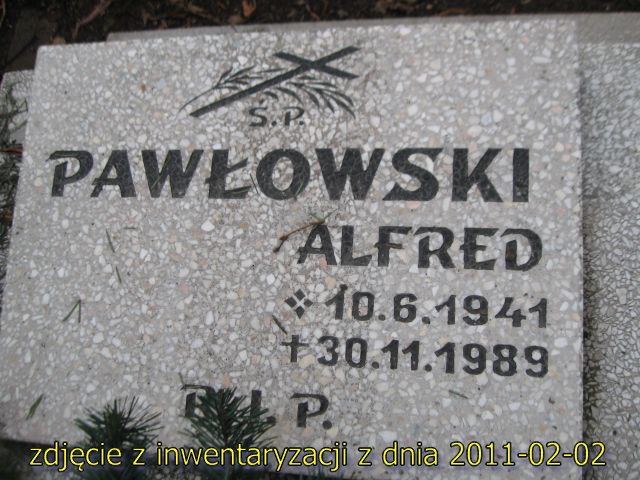 Ś.P.
PAWŁOWSKI
ALFRED
10.6.1941
30.11.1989
P.
zdjęcie z inwentaryzacji z dnia 2011-02-02